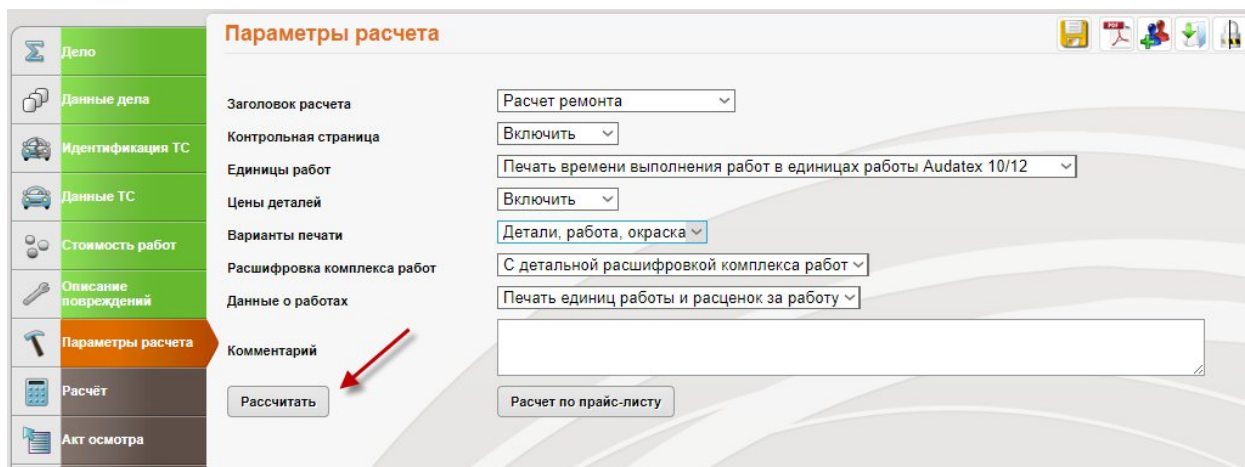 Параметры расчета
Дело
Данные дела
Идентификация ТС
Данные ТС
Стоимость работ
Описание
повреждений
Параметры расчета
Расчёт
Акт осмотра
Заголовок расчета
Расчет ремонта
Контрольная страница
Включить
Единицы работ
Печать времени выполнения работ в единицах работы Audatex 10/12
Цены деталей
Включить
Варианты печати
Детали, работа, окраска
Расшифровка комплекса работ
С детальной расшифровкой комплекса работ
Данные о работах
Печать единиц работы и расценок за работу
Комментарий
Рассчитать
Расчет по прайс-листу